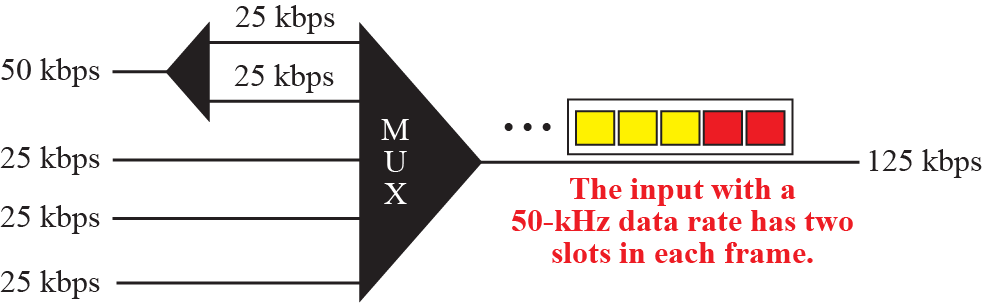 25 kbps
50 kbps
25 kbps
25 kbps
25 kbps
25 kbps
M
U
X
...
125 kbps
The input with a
50-kHz data rate has two
slots in each frame.